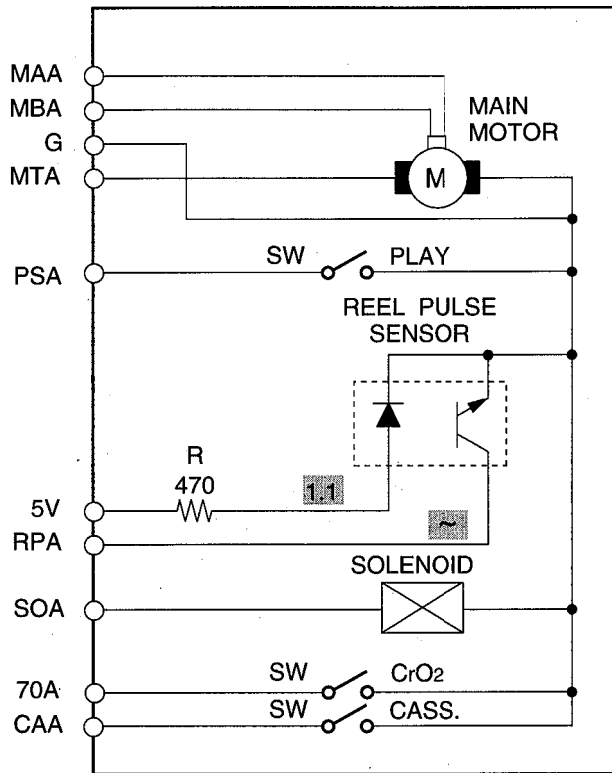 MAA
MBA
G
MTA
MAIN
MOTOR
M
PSA
SW
PLAY
REEL PULSE
SENSOR
R
470
1.1
5V
~
RPA
SOLENOID
SOA
SW
CrO2
70A
SW
CASS.
CAA